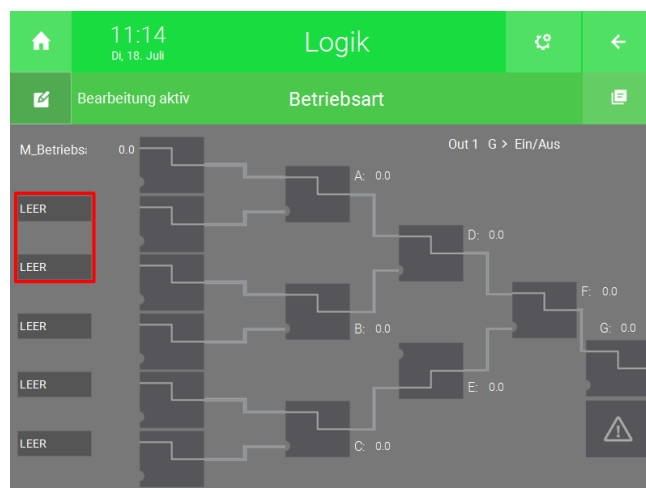 11:14
Di, 18. Juli
Logik
Bearbeitung aktiv
Betriebsart
M_Betriebs
0.0
Out 1 G > Ein/Aus
A: 0.0
LEER
D: 0.0
LEER
F: 0.0
LEER
B: 0.0
G: 0.0
LEER
E: 0.0
LEER
C: 0.0